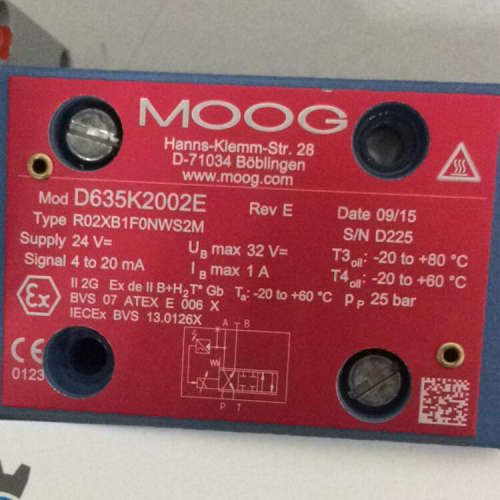 MOOG
Hanns-Klemm-Str. 28
D-71034 Böblingen
www.moog.com
Mod D635K2002E Rev E Date 09/15
Type R02XB1F0NWS2M S/N D225
Supply 24 V= UB max 32 V= T3oil: -20 to +80 °C
Signal 4 to 20 mA IB max 1 A T4oil: -20 to +60 °C
Ex II 2G Ex de II B+H2T* Gb Ta: -20 to +60 °C pP 25 bar
BVS 07 ATEX E 006 X
IECEx BVS 13.0126X
A B
CE
0123
P T